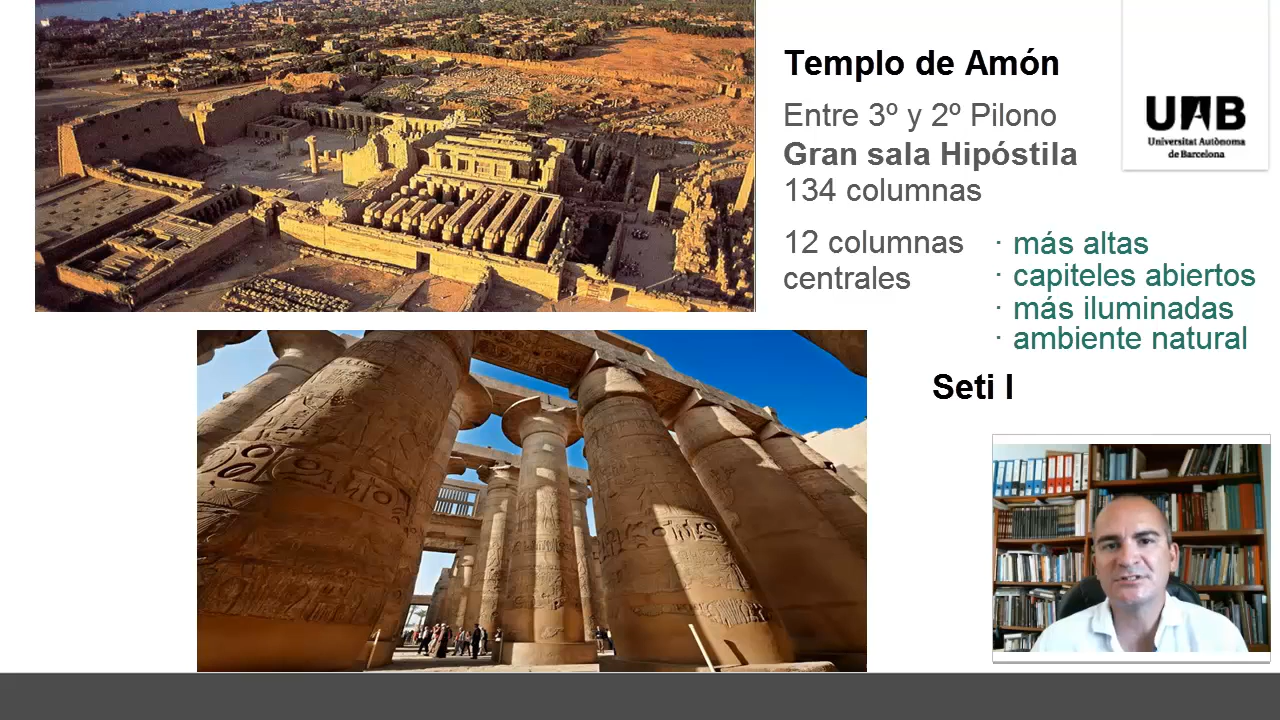 Templo de Amón
Entre 3º y 2º Pilono
Gran sala Hipóstila
134 columnas
12 columnas
centrales
· más altas
· capiteles abiertos
· más iluminadas
· ambiente natural
Seti I
UAB
Universitat Autònoma
de Barcelona